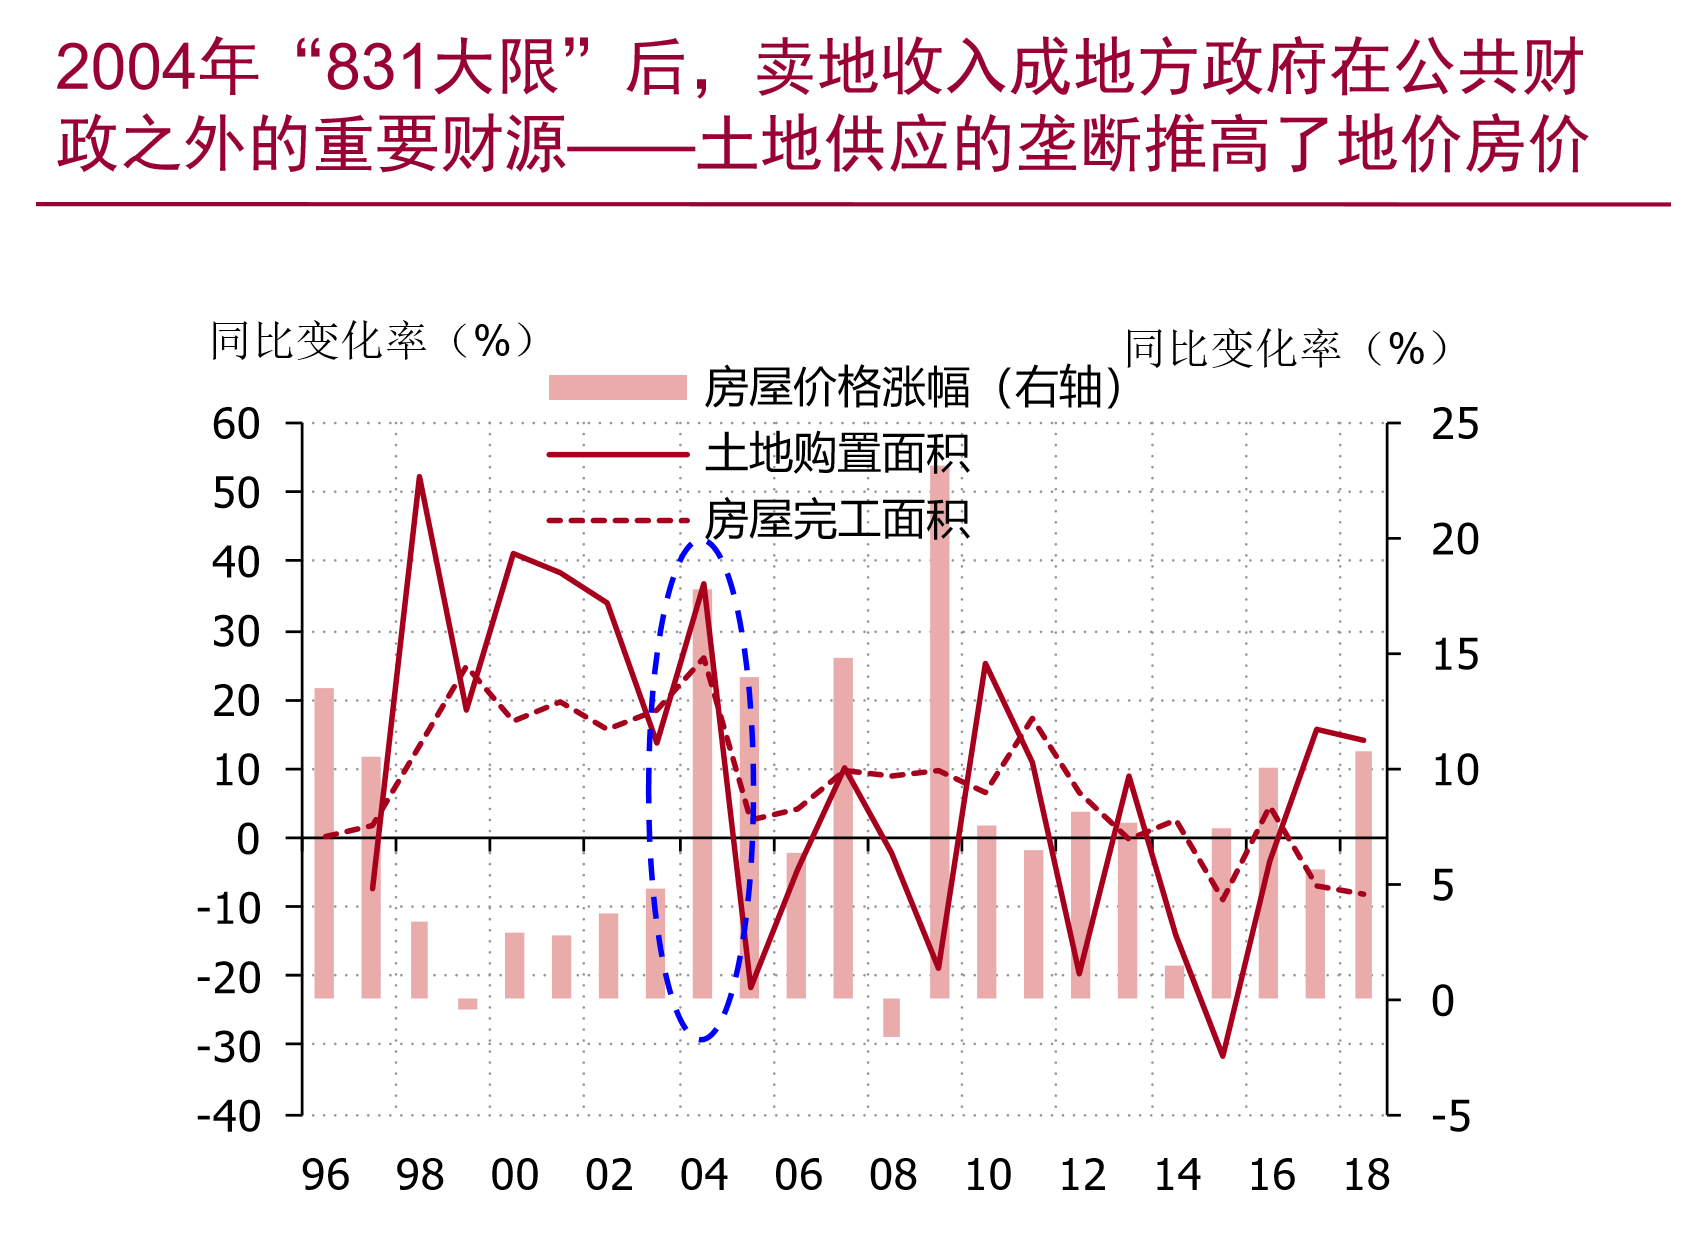 2004年“831大限”后，卖地收入成地方政府在公共财
政之外的重要财源——土地供应的垄断推高了地价房价
同比变化率（%）
同比变化率（%）
房屋价格涨幅（右轴）
土地购置面积
房屋完工面积
60
50
40
30
20
10
0
-10
-20
-30
-40
25
20
15
10
5
0
-5
96 98 00 02 04 06 08 10 12 14 16 18